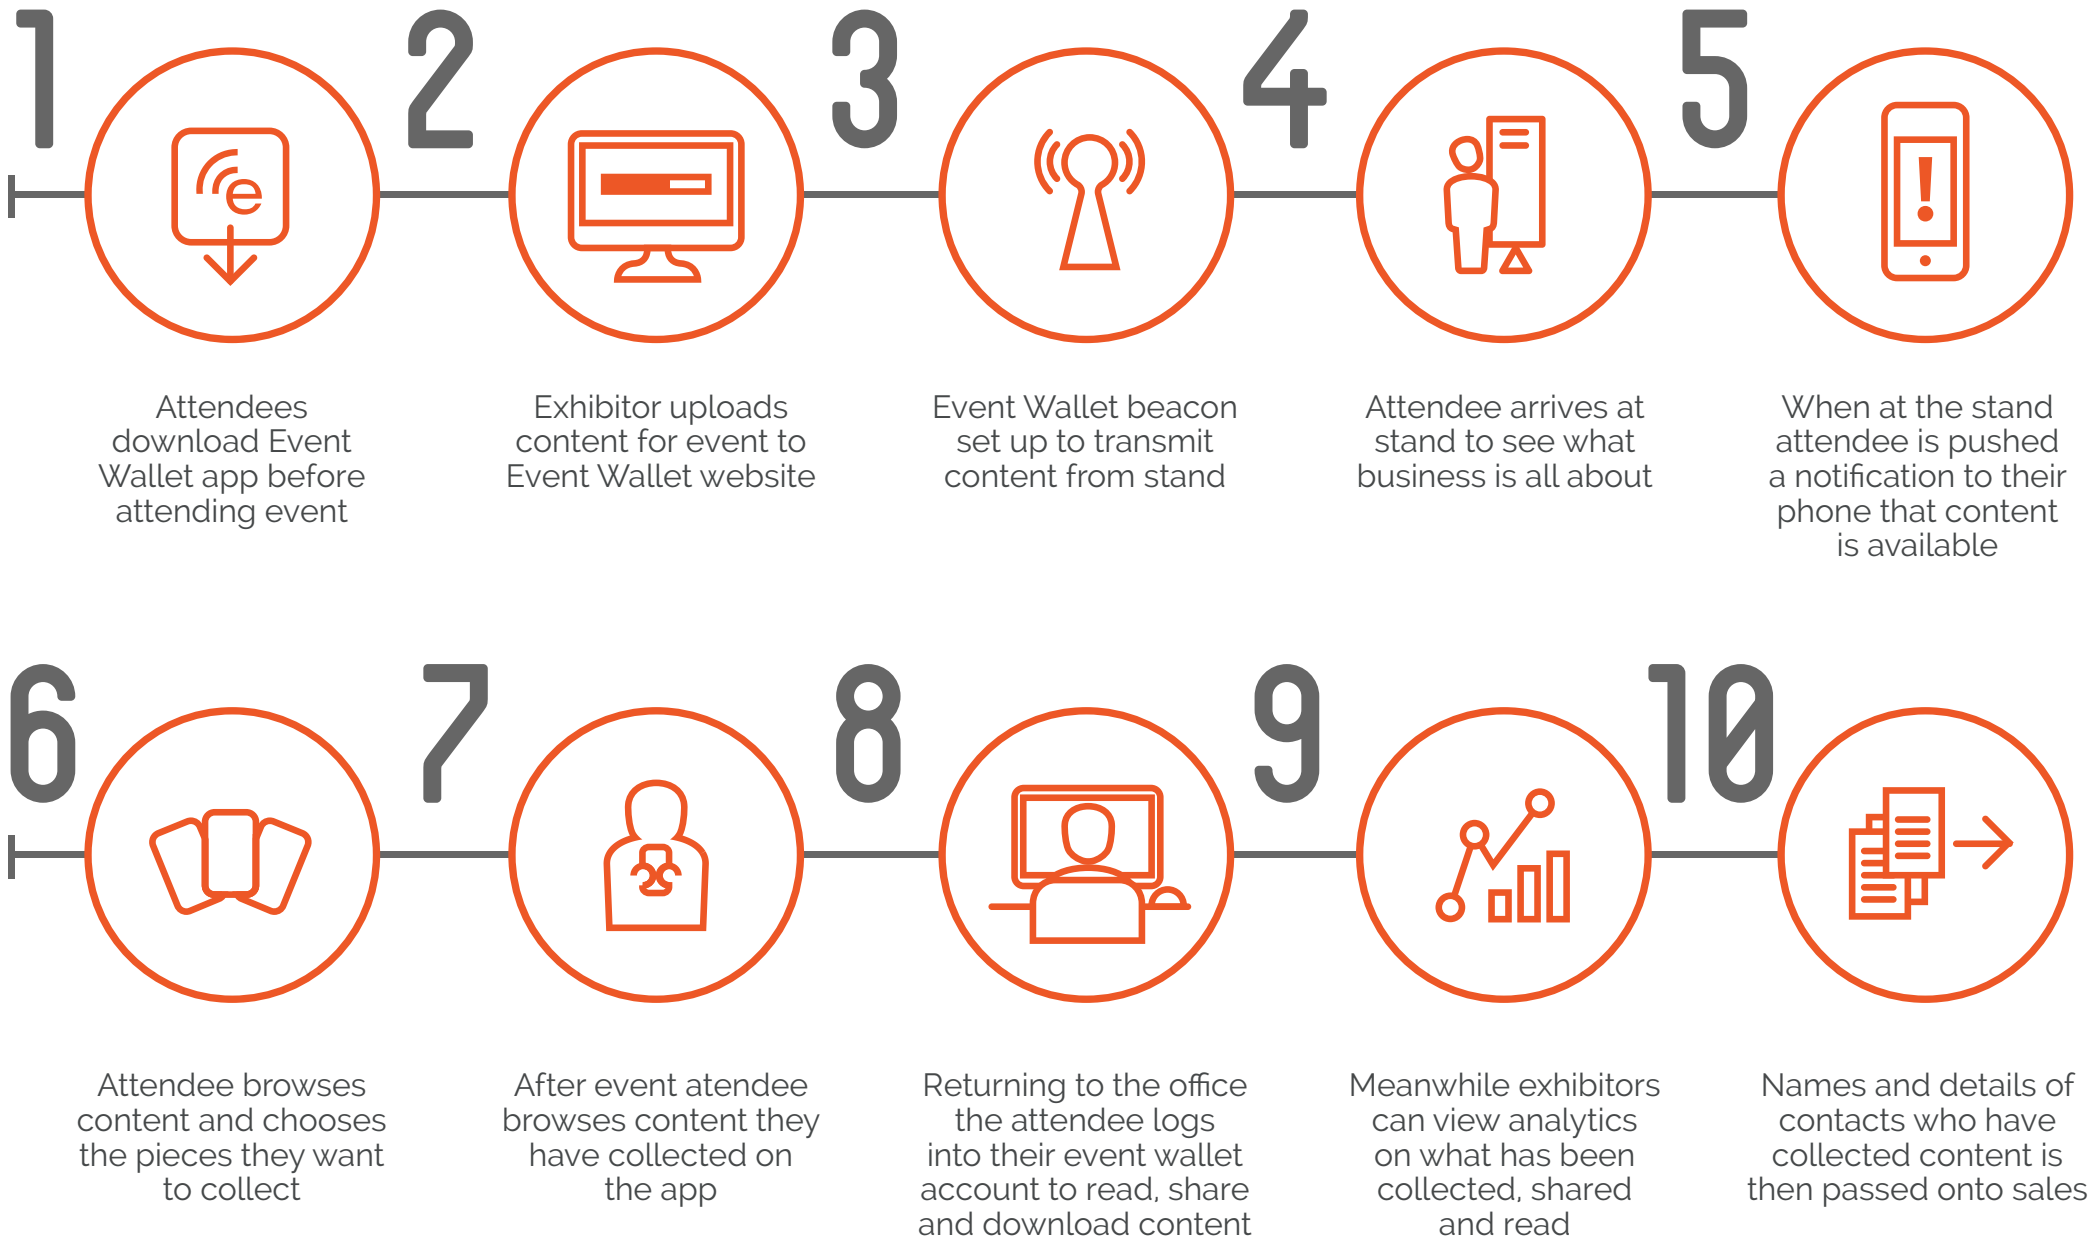 1
2
3
4
5
e
Attendees
download Event
Wallet app before
attending event
Exhibitor uploads
content for event to
Event Wallet website
Event Wallet beacon
set up to transmit
content from stand
Attendee arrives at
stand to see what
business is all about
When at the stand
attendee is pushed
a notification to their
phone that content
is available
6
7
8
9
10
Attendee browses
content and chooses
the pieces they want
to collect
After event atendee
browses content they
have collected on
the app
Returning to the office
the attendee logs
into their event wallet
account to read, share
and download content
Meanwhile exhibitors
can view analytics
on what has been
collected, shared
and read
Names and details of
contacts who have
collected content is
then passed onto sales